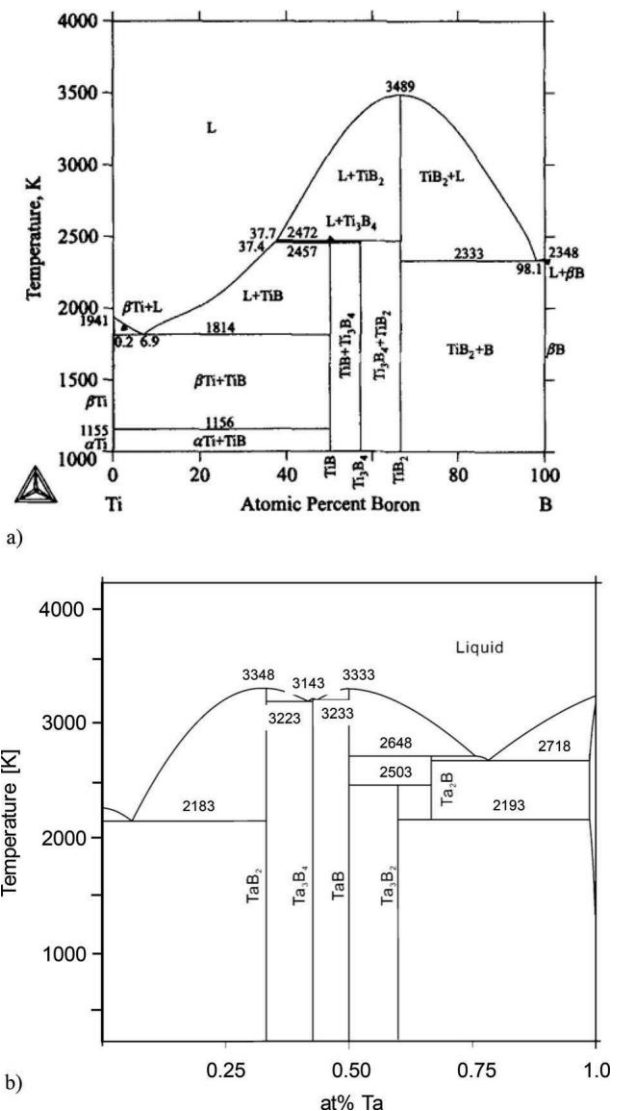 4000
3500
3000
2500
2000
1500
1000
Temperature, K
3489
L
L+TiB2
TiB2+L
L+Ti3B4
37.7
2472
37.4
2457
2333
2348
98.1
L+βB
L+TiB
βTi+L
1941
1814
0.2
6.9
TiB+Ti3B4
Ti3B4+TiB2
TiB2+B
βB
βTi+TiB
βTi
1155
1156
αTi
αTi+TiB
0
20
40
TiB
Ti3B4
TiB2
80
100
Ti
Atomic Percent Boron
B
a)
4000
3000
2000
1000
Temperature [K]
Liquid
3348
3143
3333
3223
3233
2648
2718
2503
2183
2193
TaB2
Ta3B4
TaB
Ta3B2
Ta2B
0.25
0.50
0.75
1.0
at% Ta
b)